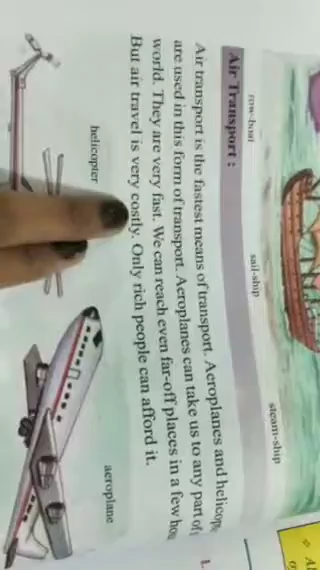 row-boat
sail-ship
steam-ship
Air Transport :
Air transport is the fastest means of transport. Aeroplanes and
are used in this form of transport. Aeroplanes can take us to any part of
world. They are very fast. We can reach even far-off places in a few
But air travel is very costly. Only rich people can afford it.
helicopter
aeroplane
1.